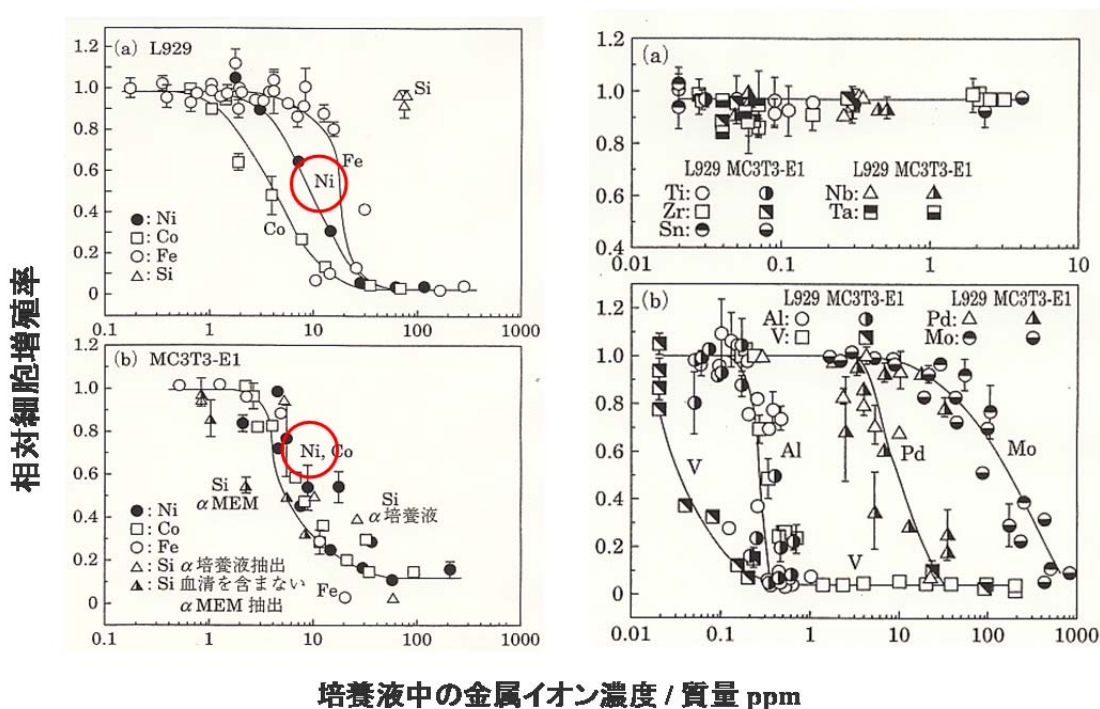 相対細胞増殖率
(a) L929
1.2
1.0
0.8
0.6
0.4
0.2
0
Si
Fe
Ni
Co
●: Ni
□: Co
○: Fe
△: Si
0.1 1 10 100 1000
(b) MC3T3-E1
1.2
1.0
0.8
0.6
0.4
0.2
0
Ni, Co
Si
αMEM
Si
α培養液
Fe
●: Ni
□: Co
○: Fe
△: Si α培養液抽出
: Si 血清を含まない
αMEM 抽出
0.1 1 10 100 1000
(a)
1.2
1.0
0.8
0.6
0.4
L929 MC3T3-E1 L929 MC3T3-E1
Ti: Nb:
Zr: Ta:
Sn:
0.01 0.1 1 10
(b)
1.2
1.0
0.8
0.6
0.4
0.2
0
L929 MC3T3-E1 L929 MC3T3-E1
Al: Pd:
V: Mo:
V
Al
Pd
Mo
V
0.01 0.1 1 10 100 1000
培養液中の金属イオン濃度 / 質量 ppm